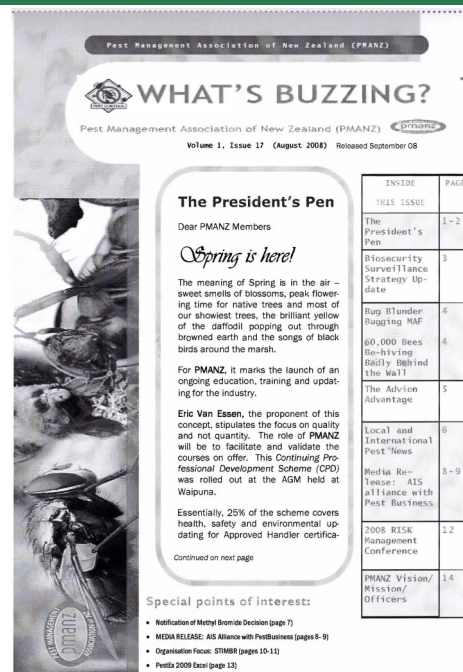 Pest Management Association of New Zealand (PMANZ)
WHAT'S BUZZING?
PEST CONTROL
Pest Management Association of New Zealand (PMANZ)
pmanz
Volume 1, Issue 17 (August 2008) Released September 08
The President's Pen
Dear PMANZ Members
Spring is here!
The meaning of Spring is in the air –
sweet smells of blossoms, peak flower-
ing time for native trees and most of
our showiest trees, the brilliant yellow
of the daffodil popping out through
browned earth and the songs of black
birds around the marsh.
For PMANZ, it marks the launch of an
ongoing education, training and updat-
ing for the industry.
Eric Van Essen, the proponent of this
concept, stipulates the focus on quality
and not quantity. The role of PMANZ
will be to facilitate and validate the
courses on offer. This Continuing Pro-
fessional Development Scheme (CPD)
was rolled out at the AGM held at
Waipuna.
Essentially, 25% of the scheme covers
health, safety and environmental up-
dating for Approved Handler certifica-
Continued on next page
Special points of interest:
• Notification of Methyl Bromide Decision (page 7)
• MEDIA RELEASE: AIS Alliance with PestBusiness (pages 8- 9)
• Organisation Focus: STIMBR (pages 10-11)
• PestEx 2009 Excel (page 13)
INSIDE PAGE
THIS ISSUE
The 1-2
President's
Pen
Biosecurity 3
Surveillance
Strategy Up-
date
Bug Blunder 4
Bugging MAF
60,000 Bees 4
Be-hiving
Badly Behind
the Wall
The Advion 5
Advantage
Local and 6
International
Pest News
Media Re- 8-9
lease: AIS
alliance with
Pest Business
2008 RISK 12
Management
Conference
PMANZ Vision/ 14
Mission/
Officers
pmanz